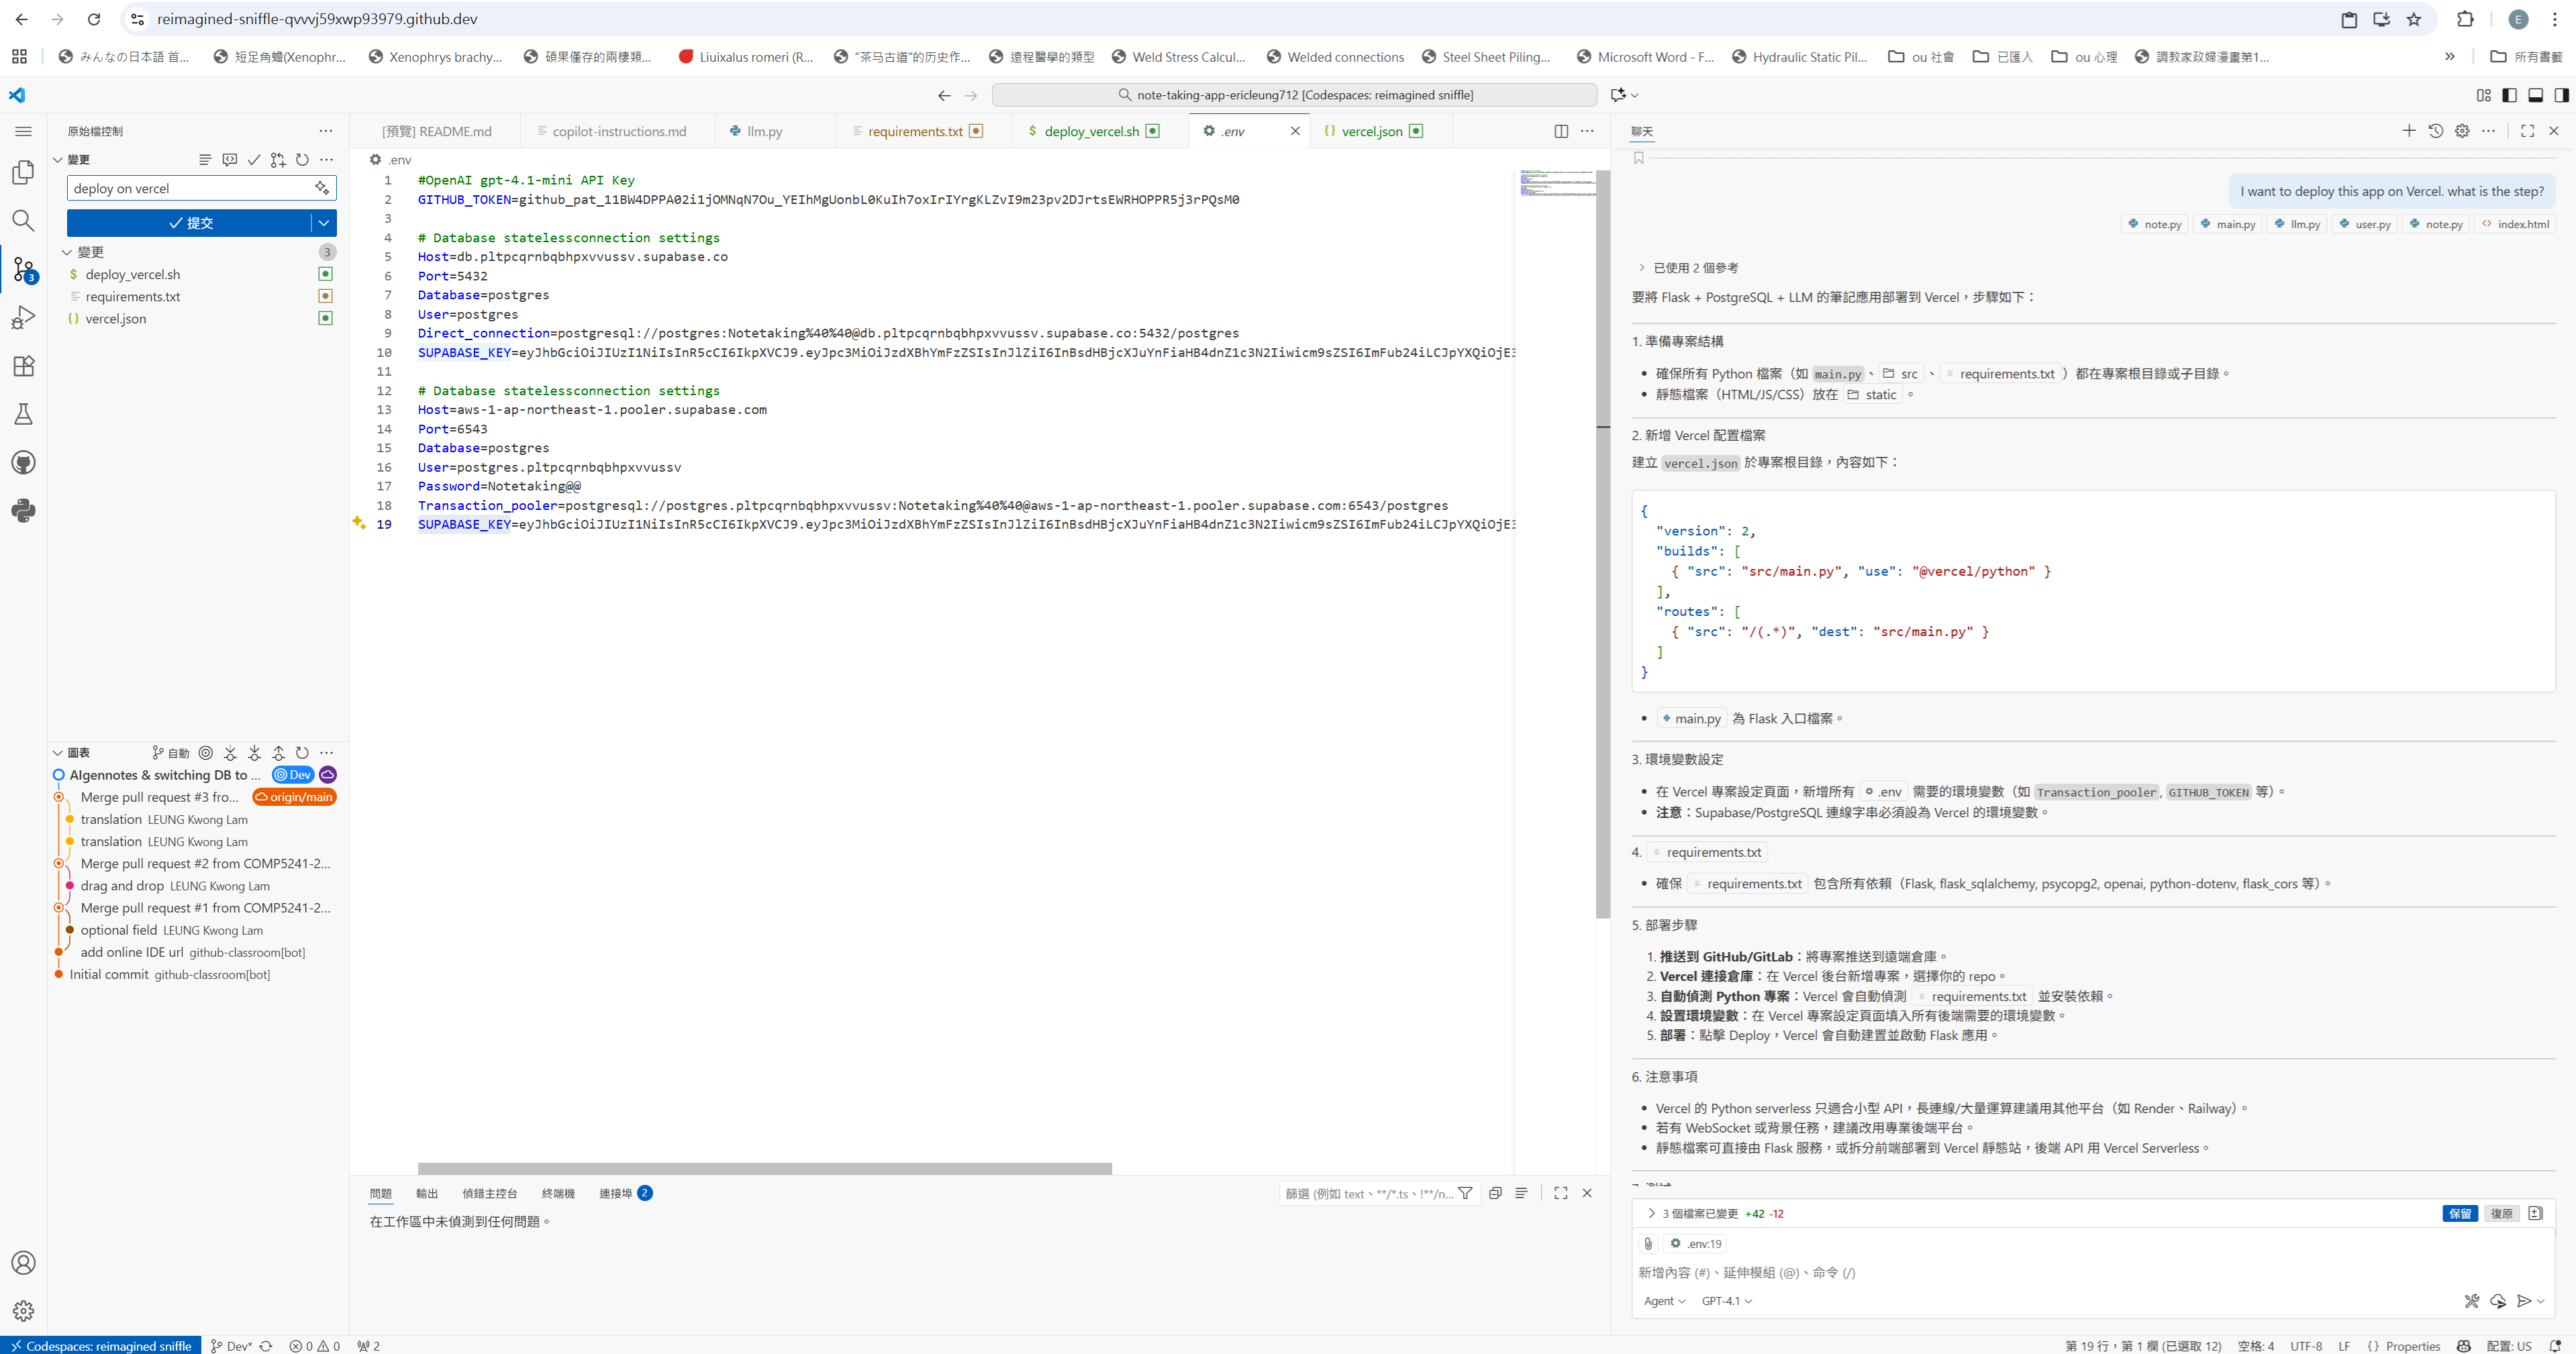 reimagined-sniffle-qvvvj59xwp93979.github.dev
みんなの日本語 首... 短足角蟾(Xenophr... Xenophrys brachy... 碩果僅存的兩棲類... Liuixalus romeri (R... "茶马古道"的历史作... 遠程醫學的類型 Weld Stress Calcul... Welded connections Steel Sheet Piling... Microsoft Word - F... Hydraulic Static Pil... ou 社會 已匯入 ou 心理 調教家政婦漫畫第1... 所有書籤
note-taking-app-ericleung712 [Codespaces: reimagined sniffle]
原始檔控制
變更
deploy on vercel
提交
變更 3
deploy_vercel.sh
requirements.txt
vercel.json
3
圖表 自動
AIgennotes & switching DB to ... Dev
Merge pull request #3 fro... origin/main
translation LEUNG Kwong Lam
translation LEUNG Kwong Lam
Merge pull request #2 from COMP5241-2...
drag and drop LEUNG Kwong Lam
Merge pull request #1 from COMP5241-2...
optional field LEUNG Kwong Lam
add online IDE url github-classroom[bot]
Initial commit github-classroom[bot]
[預覽] README.md copilot-instructions.md llm.py requirements.txt deploy_vercel.sh .env vercel.json
.env
1 #OpenAI gpt-4.1-mini API Key
2 GITHUB_TOKEN=
3
4 # Database statelessconnection settings
5 Host=db.pltpcqrnbqbhpxvvussv.supabase.co
6 Port=5432
7 Database=postgres
8 User=postgres
9 Direct_connection=postgresql://postgres:Notetaking%40%40@db.pltpcqrnbqbhpxvvussv.supabase.co:5432/postgres
10 SUPABASE_KEY=
11
12 # Database statelessconnection settings
13 Host=aws-1-ap-northeast-1.pooler.supabase.com
14 Port=6543
15 Database=postgres
16 User=postgres.pltpcqrnbqbhpxvvussv
17 Password=Notetaking@@
18 Transaction_pooler=postgresql://postgres.pltpcqrnbqbhpxvvussv:Notetaking%40%40@aws-1-ap-northeast-1.pooler.supabase.com:6543/postgres
19 SUPABASE_KEY=
問題 輸出 偵錯主控台 終端機 連接埠 2
篩選 (例如 text、**/*.ts、!**/n...
在工作區中未偵測到任何問題。
聊天
I want to deploy this app on Vercel. what is the step?
note.py main.py llm.py user.py note.py index.html
已使用 2 個參考
要將 Flask + PostgreSQL + LLM 的筆記應用部署到 Vercel，步驟如下：
1. 準備專案結構
• 確保所有 Python 檔案（如 main.py、 src 、 requirements.txt ）都在專案根目錄或子目錄。
• 靜態檔案（HTML/JS/CSS）放在 static 。
2. 新增 Vercel 配置檔案
建立 vercel.json 於專案根目錄，內容如下：
{
"version": 2,
"builds": [
{ "src": "src/main.py", "use": "@vercel/python" }
],
"routes": [
{ "src": "/(.*)", "dest": "src/main.py" }
]
}
• main.py 為 Flask 入口檔案。
3. 環境變數設定
• 在 Vercel 專案設定頁面，新增所有 .env 需要的環境變數（如 Transaction_pooler, GITHUB_TOKEN 等）。
• 注意：Supabase/PostgreSQL 連線字串必須設為 Vercel 的環境變數。
4. requirements.txt
• 確保 requirements.txt 包含所有依賴（Flask, flask_sqlalchemy, psycopg2, openai, python-dotenv, flask_cors 等）。
5. 部署步驟
1. 推送到 GitHub/GitLab：將專案推送到遠端倉庫。
2. Vercel 連接倉庫：在 Vercel 後台新增專案，選擇你的 repo。
3. 自動偵測 Python 專案：Vercel 會自動偵測 requirements.txt 並安裝依賴。
4. 設置環境變數：在 Vercel 專案設定頁面填入所有後端需要的環境變數。
5. 部署：點擊 Deploy，Vercel 會自動建置並啟動 Flask 應用。
6. 注意事項
• Vercel 的 Python serverless 只適合小型 API，長連線/大量運算建議用其他平台（如 Render、Railway）。
• 若有 WebSocket 或背景任務，建議改用專業後端平台。
• 靜態檔案可直接由 Flask 服務，或拆分前端部署到 Vercel 靜態站，後端 API 用 Vercel Serverless。
3 個檔案已變更 +42 -12 保留 復原
.env:19
新增內容 (#)、延伸模組 (@)、命令 (/)
Agent GPT-4.1
Codespaces: reimagined sniffle Dev* 0 0 2 第 19 行，第 1 欄 (已選取 12) 空格: 4 UTF-8 LF {} Properties 配置: US